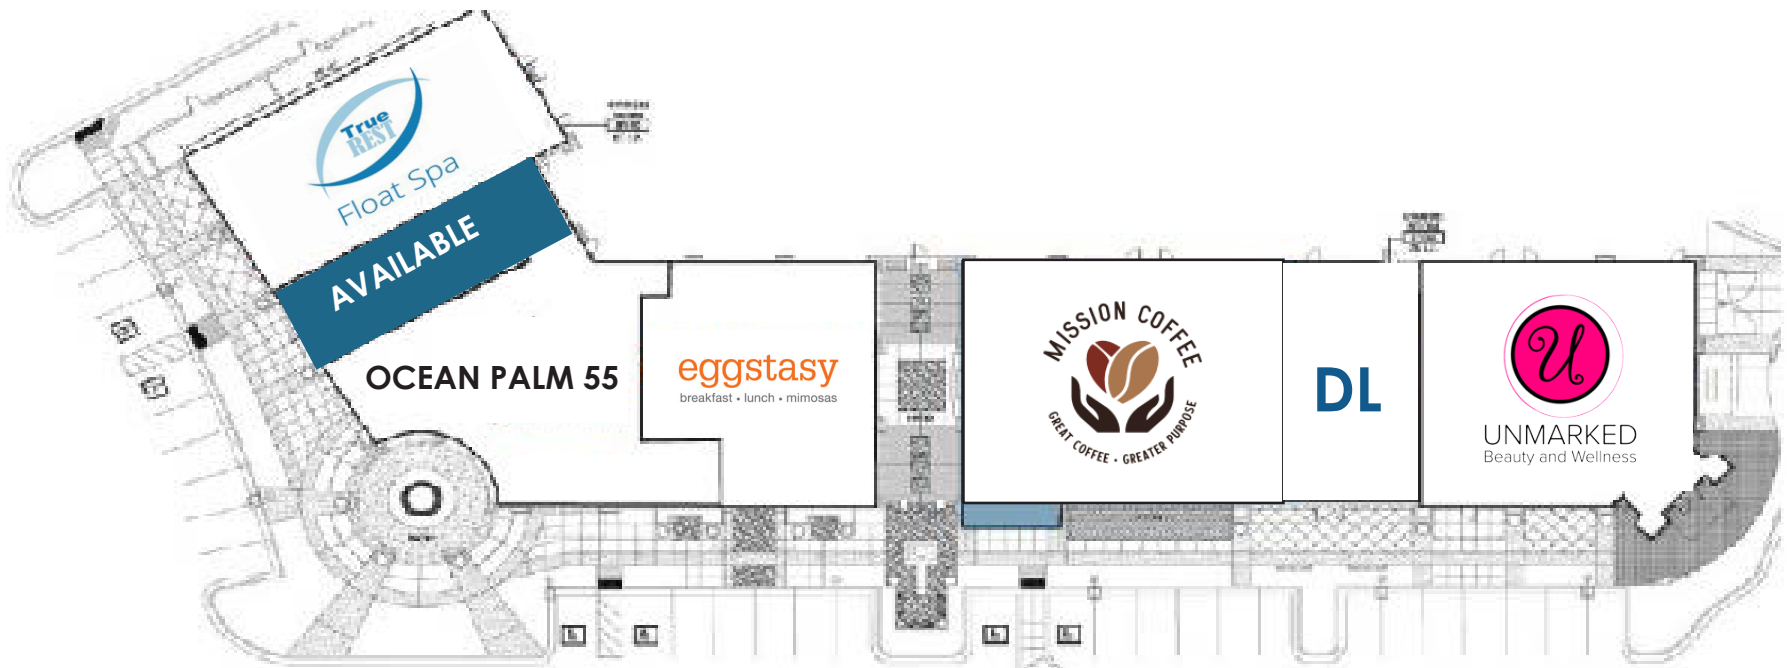 True
REST
Float Spa
AVAILABLE
OCEAN PALM 55
eggstasy
breakfast • lunch • mimosas
MISSION COFFEE
GREAT COFFEE • GREATER PURPOSE
DL
U
UNMARKED
Beauty and Wellness